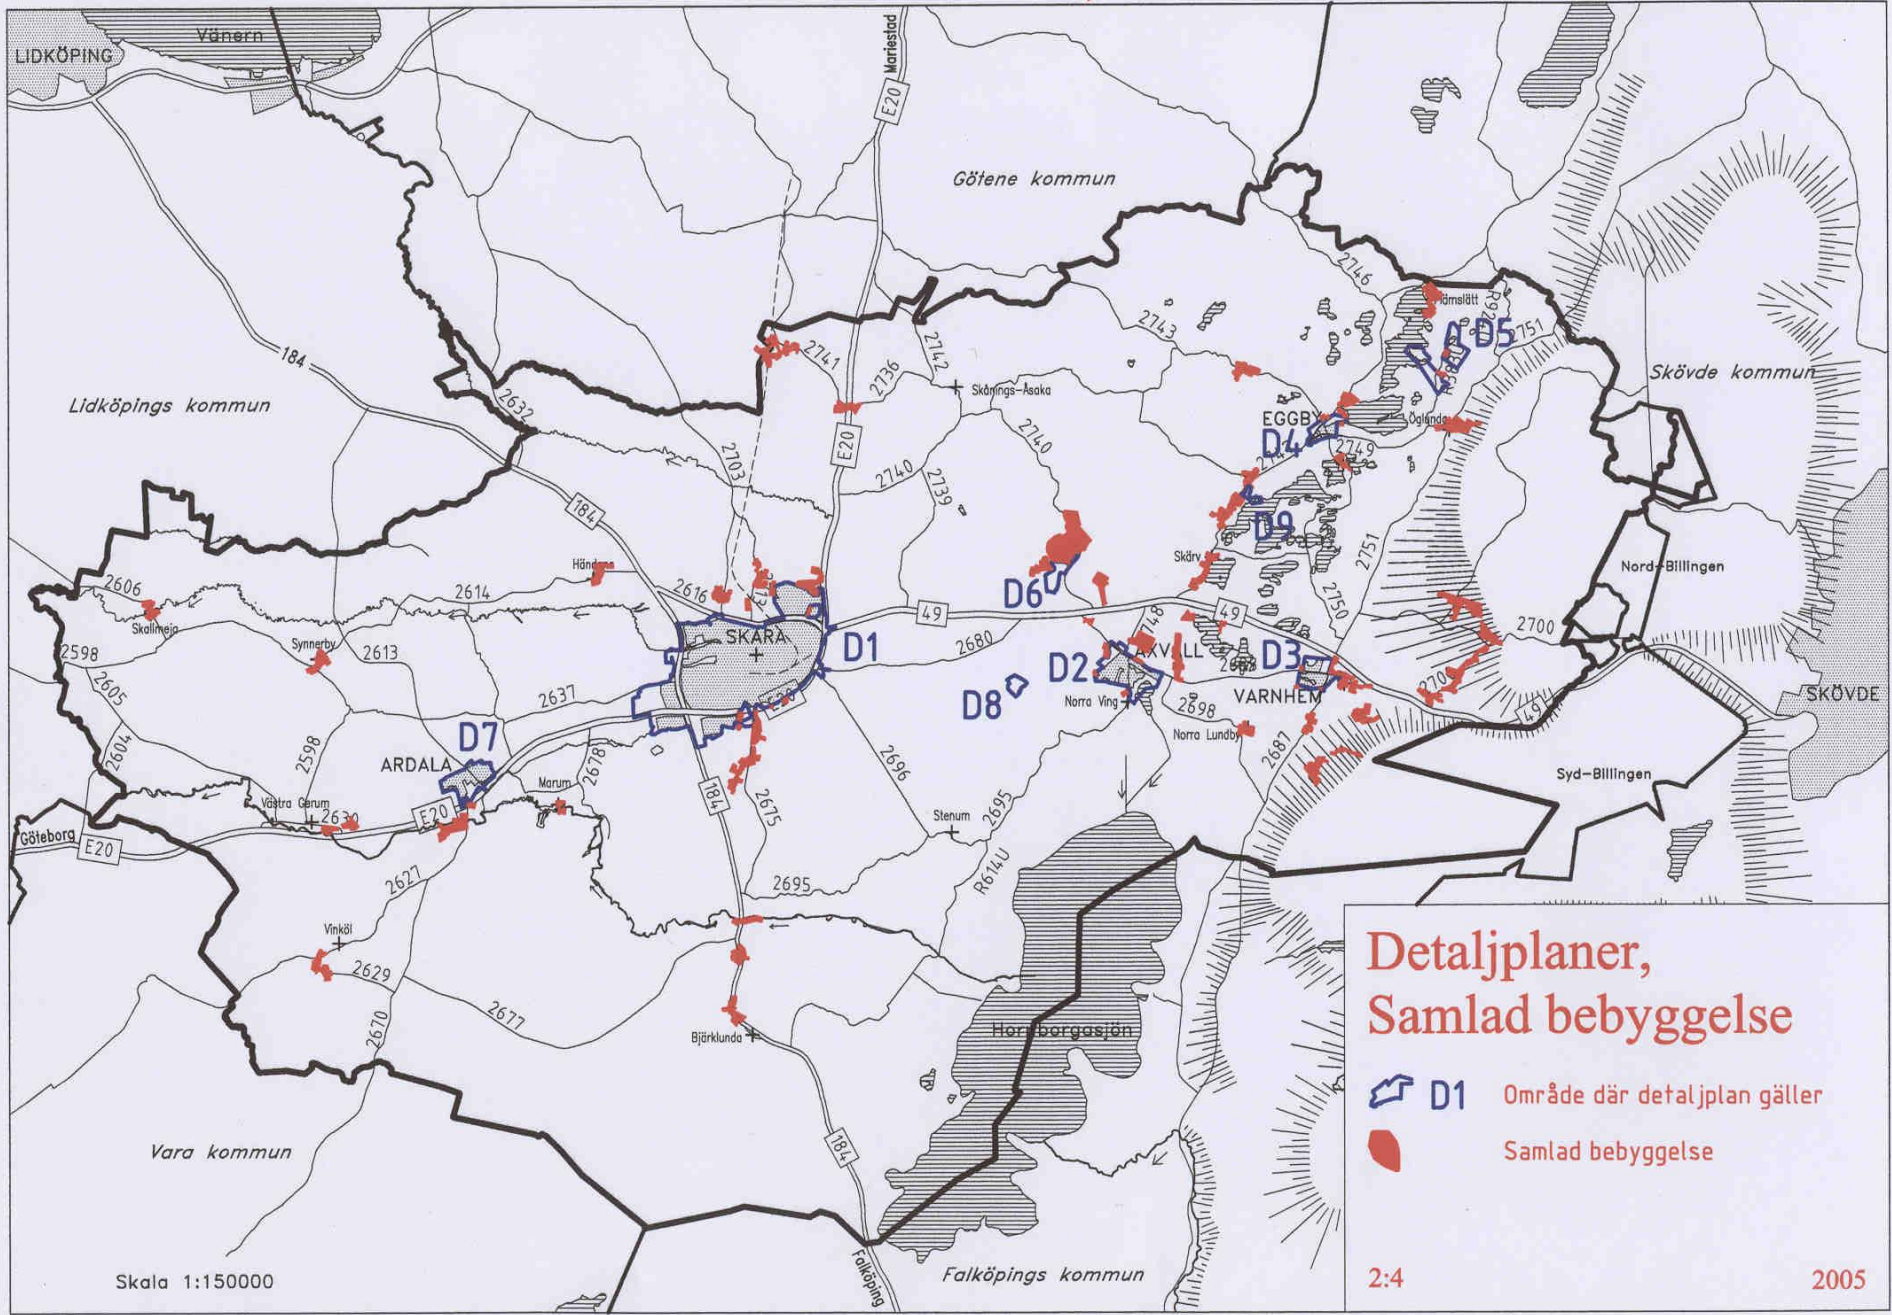 Vänern
LIDKÖPING
Mariestad
E20
Götene kommun
2746
Skövde kommun
2743
2751
D5
184
2741
2742
2736
Skånings-Åsaka
Lidköpings kommun
2632
EGGBY
D4
2749
E20
2740
2703
2740
2739
184
D9
Skärv
2751
Nord-Billingen
2606
2614
2616
D6
49
49
2750
2700
Skallmeja
Synnerby
SKARA
D1
2680
2748
AXVALL
D2
D3
2598
2613
2605
2637
E20
D8
Norra Ving
VARNHEM
SKÖVDE
2698
Norra Lundby
2687
49
D7
2604
2598
ARDALA
2678
2696
Syd-Billingen
Marum
184
2675
Västra Gerum
E20
Stenum
2695
Göteborg
E20
2627
2695
R614U
Vinköl
2629
2677
2670
Björklunda
Hornborgasjön
184
Vara kommun
Falköping
Falköpings kommun
Skala 1:150000
Detaljplaner,
Samlad bebyggelse
D1 Område där detaljplan gäller
Samlad bebyggelse
2:4 2005